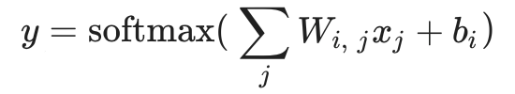 y = softmax( ∑_j W_{i, j} x_j + b_i )